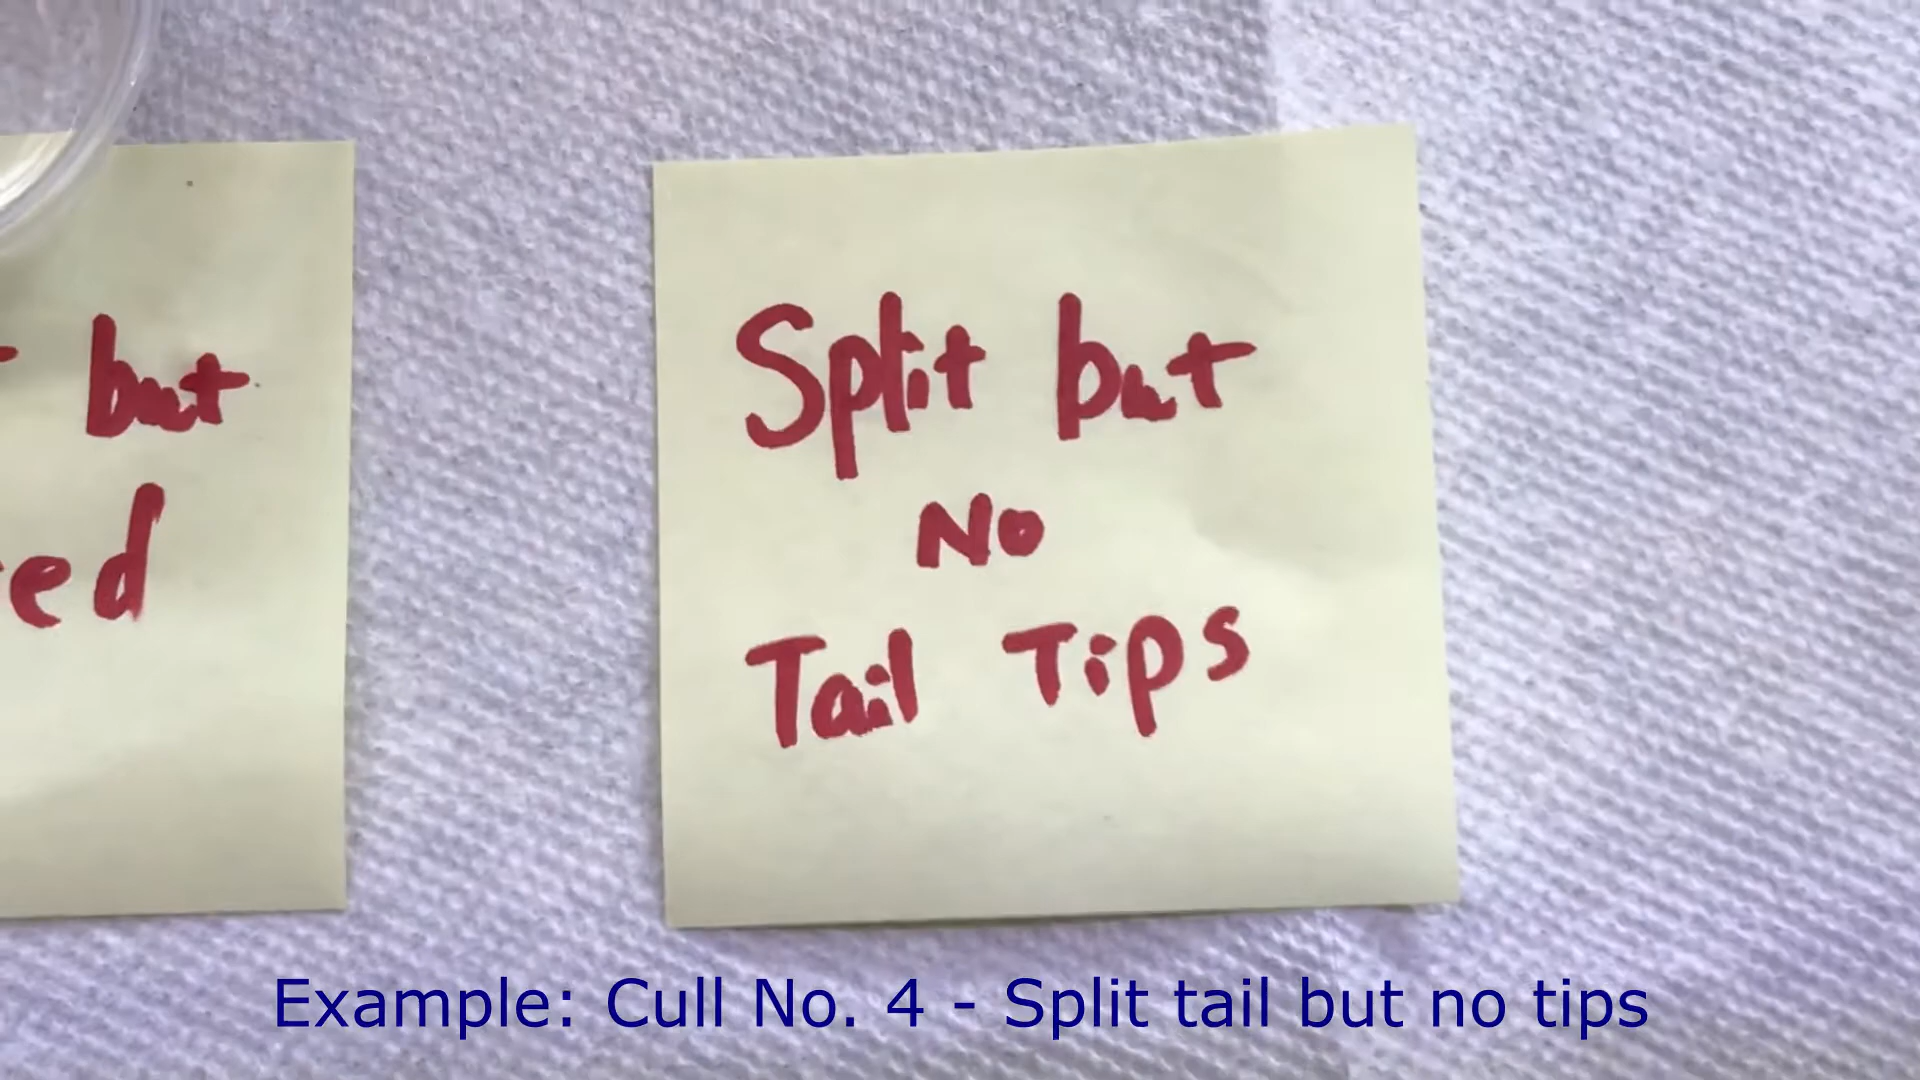 but
ed
Split but
No
Tail Tips
Example: Cull No. 4 - Split tail but no tips